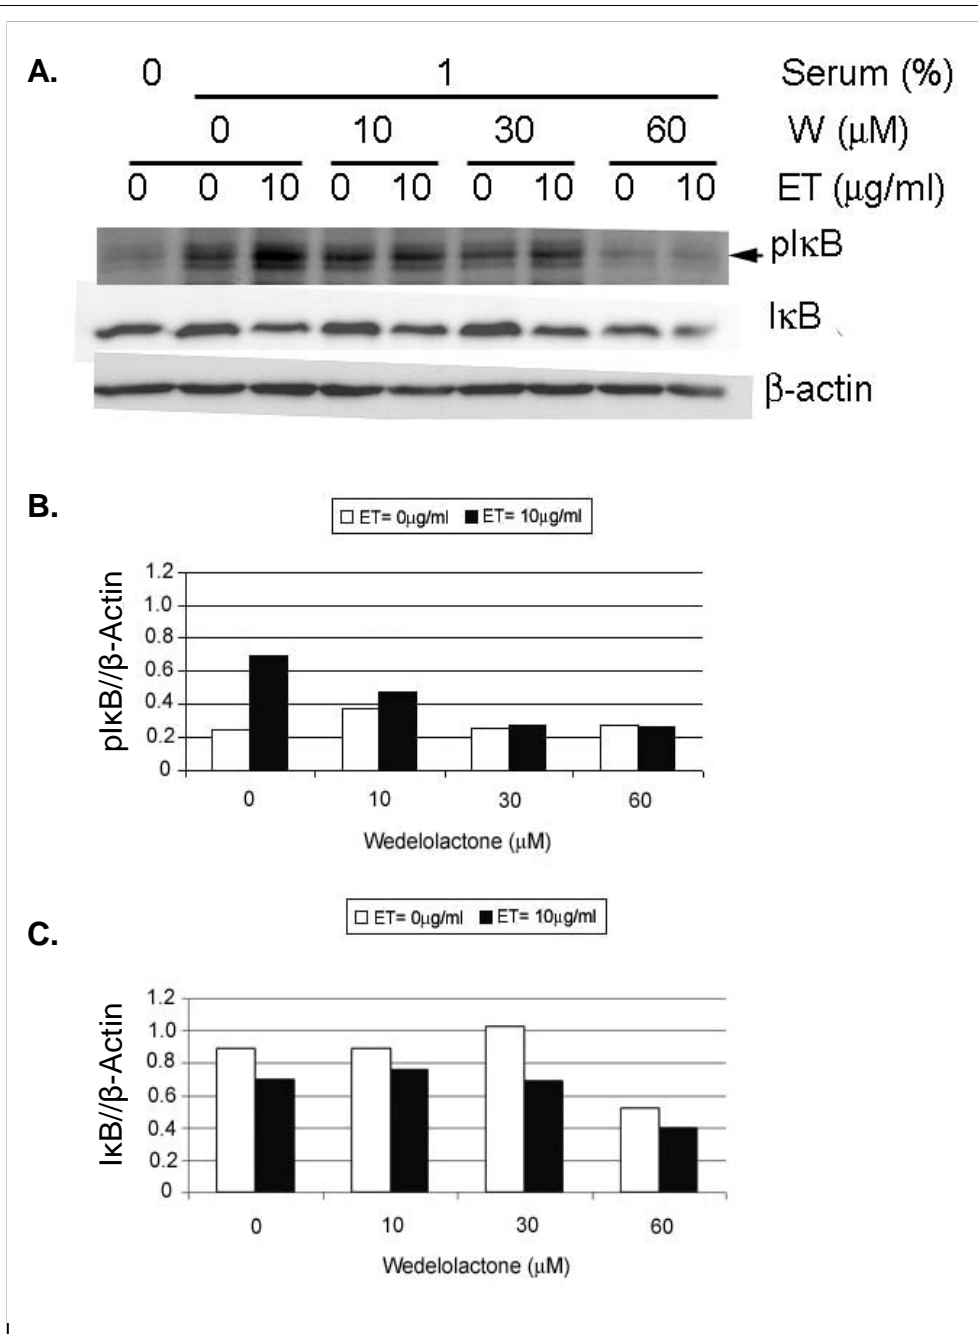 A.
0 1 Serum (%)
0 10 30 60 W (μM)
0 0 10 0 10 0 10 0 10 ET (μg/ml)
pIκB
IκB
β-actin
B.
ET= 0μg/ml ET= 10μg/ml
pIκB//β-Actin
1.2
1.0
0.8
0.6
0.4
0.2
0
0 10 30 60
Wedelolactone (μM)
C.
ET= 0μg/ml ET= 10μg/ml
IκB//β-Actin
1.2
1.0
0.8
0.6
0.4
0.2
0
0 10 30 60
Wedelolactone (μM)